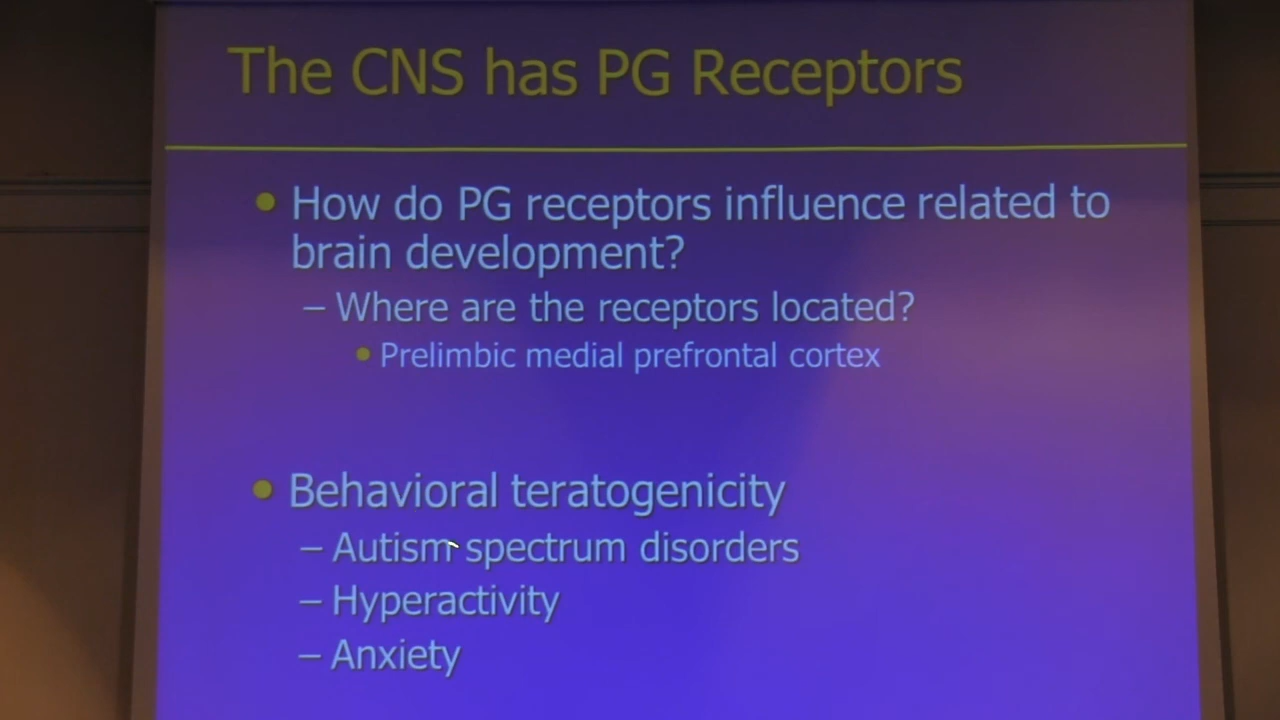 The CNS has PG Receptors
• How do PG receptors influence related to
brain development?
– Where are the receptors located?
• Prelimbic medial prefrontal cortex
• Behavioral teratogenicity
– Autism spectrum disorders
– Hyperactivity
– Anxiety